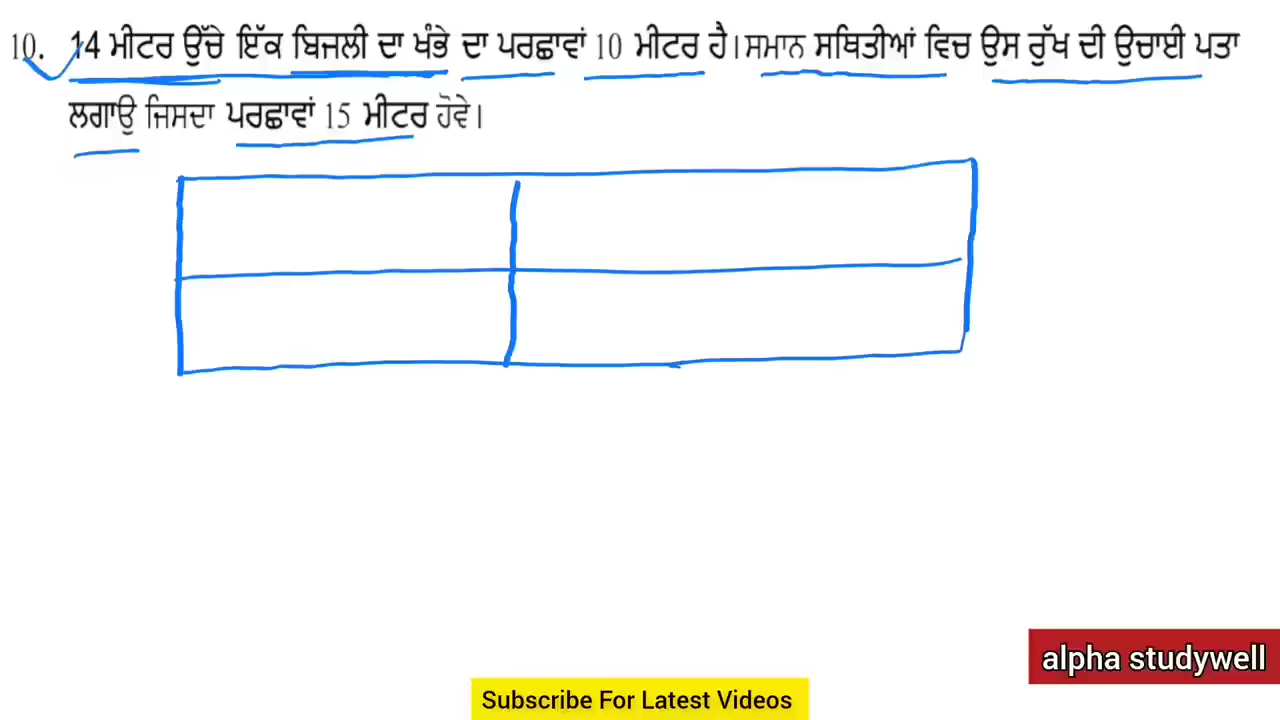 10. 14 ਮੀਟਰ ਉੱਚੇ ਇੱਕ ਬਿਜਲੀ ਦਾ ਖੰਭੇ ਦਾ ਪਰਛਾਵਾਂ 10 ਮੀਟਰ ਹੈ। ਸਮਾਨ ਸਥਿਤੀਆਂ ਵਿਚ ਉਸ ਰੁੱਖ ਦੀ ਉਚਾਈ ਪਤਾ
ਲਗਾਉ ਜਿਸਦਾ ਪਰਛਾਵਾਂ 15 ਮੀਟਰ ਹੋਵੇ।
alpha studywell
Subscribe For Latest Videos